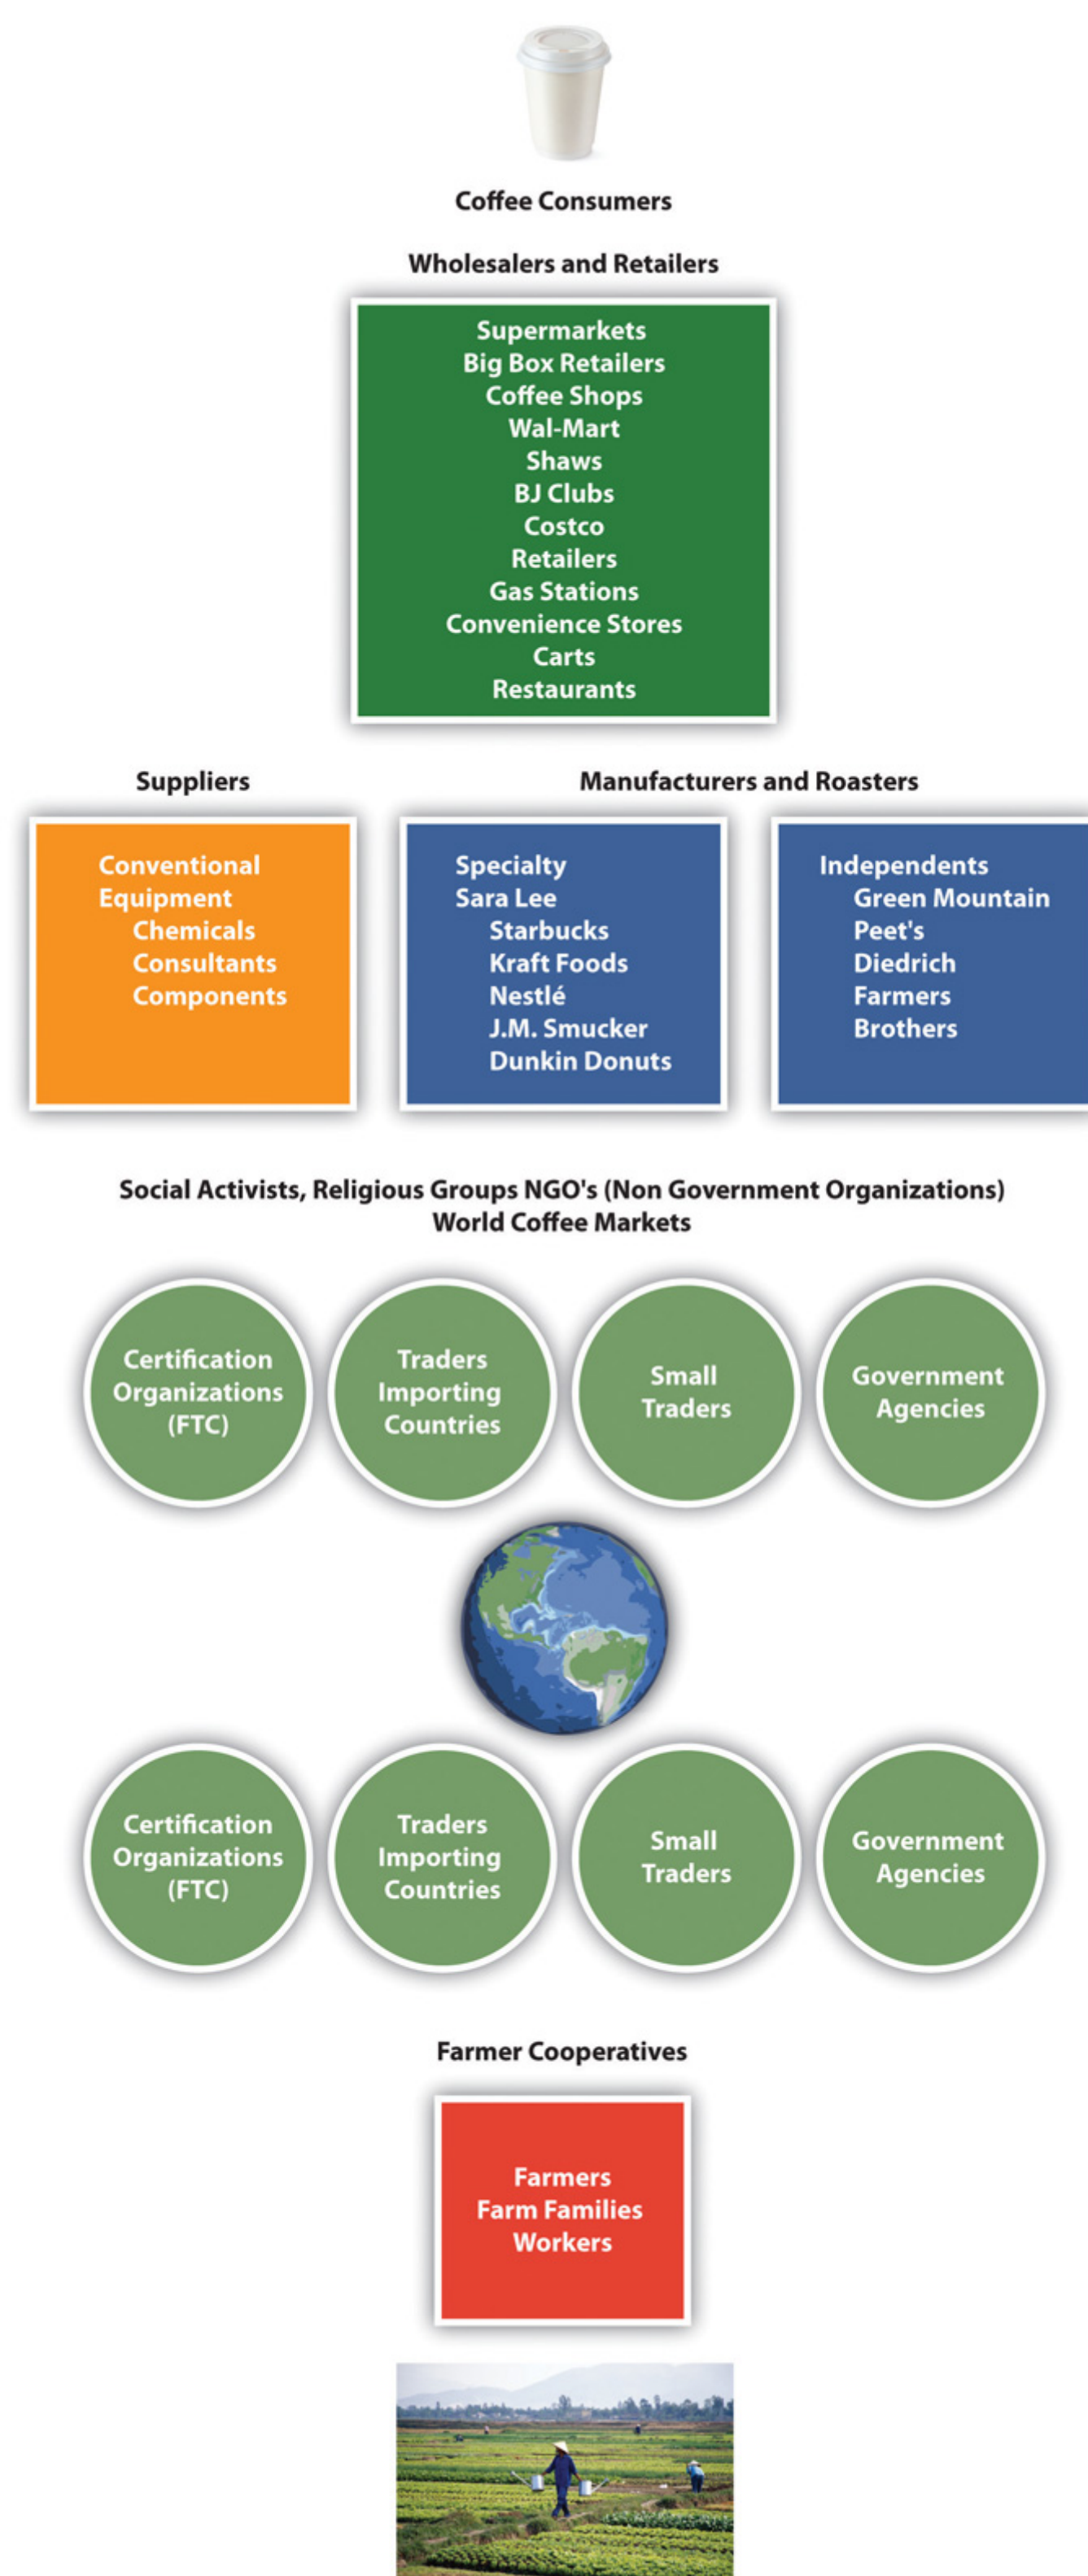 Coffee Consumers
Wholesalers and Retailers
Supermarkets
Big Box Retailers
Coffee Shops
Wal-Mart
Shaws
BJ Clubs
Costco
Retailers
Gas Stations
Convenience Stores
Carts
Restaurants
Suppliers
Conventional
Equipment
Chemicals
Consultants
Components
Manufacturers and Roasters
Specialty
Sara Lee
Starbucks
Kraft Foods
Nestlé
J.M. Smucker
Dunkin Donuts
Independents
Green Mountain
Peet's
Diedrich
Farmers
Brothers
Social Activists, Religious Groups NGO's (Non Government Organizations)
World Coffee Markets
Certification
Organizations
(FTC)
Traders
Importing
Countries
Small
Traders
Government
Agencies
Certification
Organizations
(FTC)
Traders
Importing
Countries
Small
Traders
Government
Agencies
Farmer Cooperatives
Farmers
Farm Families
Workers